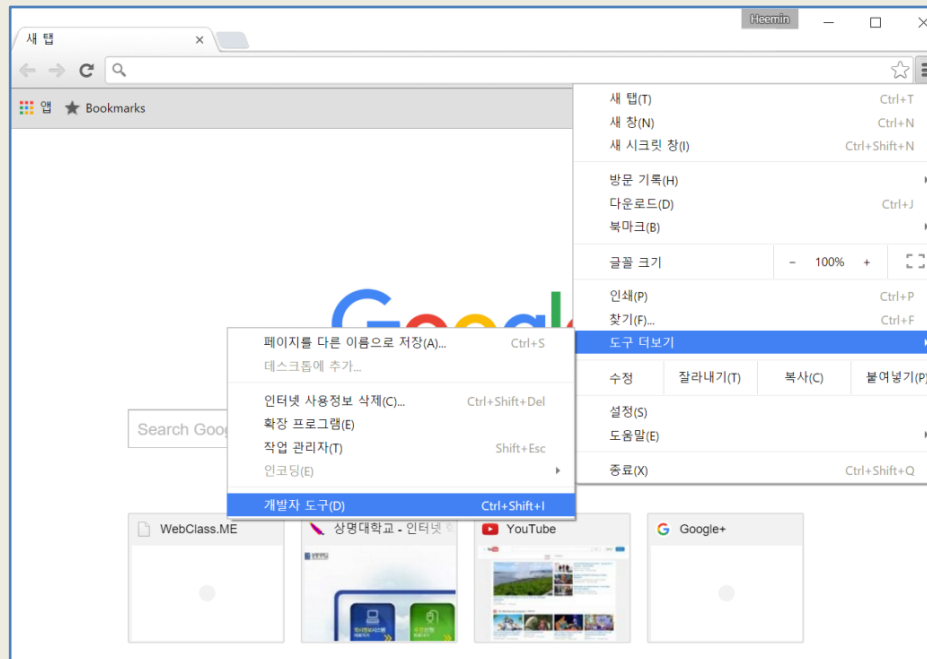 Heemin
새 탭
앱 Bookmarks
새 탭(T) Ctrl+T
새 창(N) Ctrl+N
새 시크릿 창(I) Ctrl+Shift+N
방문 기록(H)
다운로드(D) Ctrl+J
북마크(B)
글꼴 크기 - 100% +
인쇄(P) Ctrl+P
찾기(F)... Ctrl+F
도구 더보기
수정 잘라내기(T) 복사(C) 붙여넣기(P)
설정(S)
도움말(E)
종료(X) Ctrl+Shift+Q
Google
페이지를 다른 이름으로 저장(A)... Ctrl+S
데스크톱에 추가...
인터넷 사용정보 삭제(C)... Ctrl+Shift+Del
확장 프로그램(E)
작업 관리자(T) Shift+Esc
인코딩(E)
개발자 도구(D) Ctrl+Shift+I
Search Goo
WebClass.ME
상명대학교 - 인터넷
YouTube
Google+